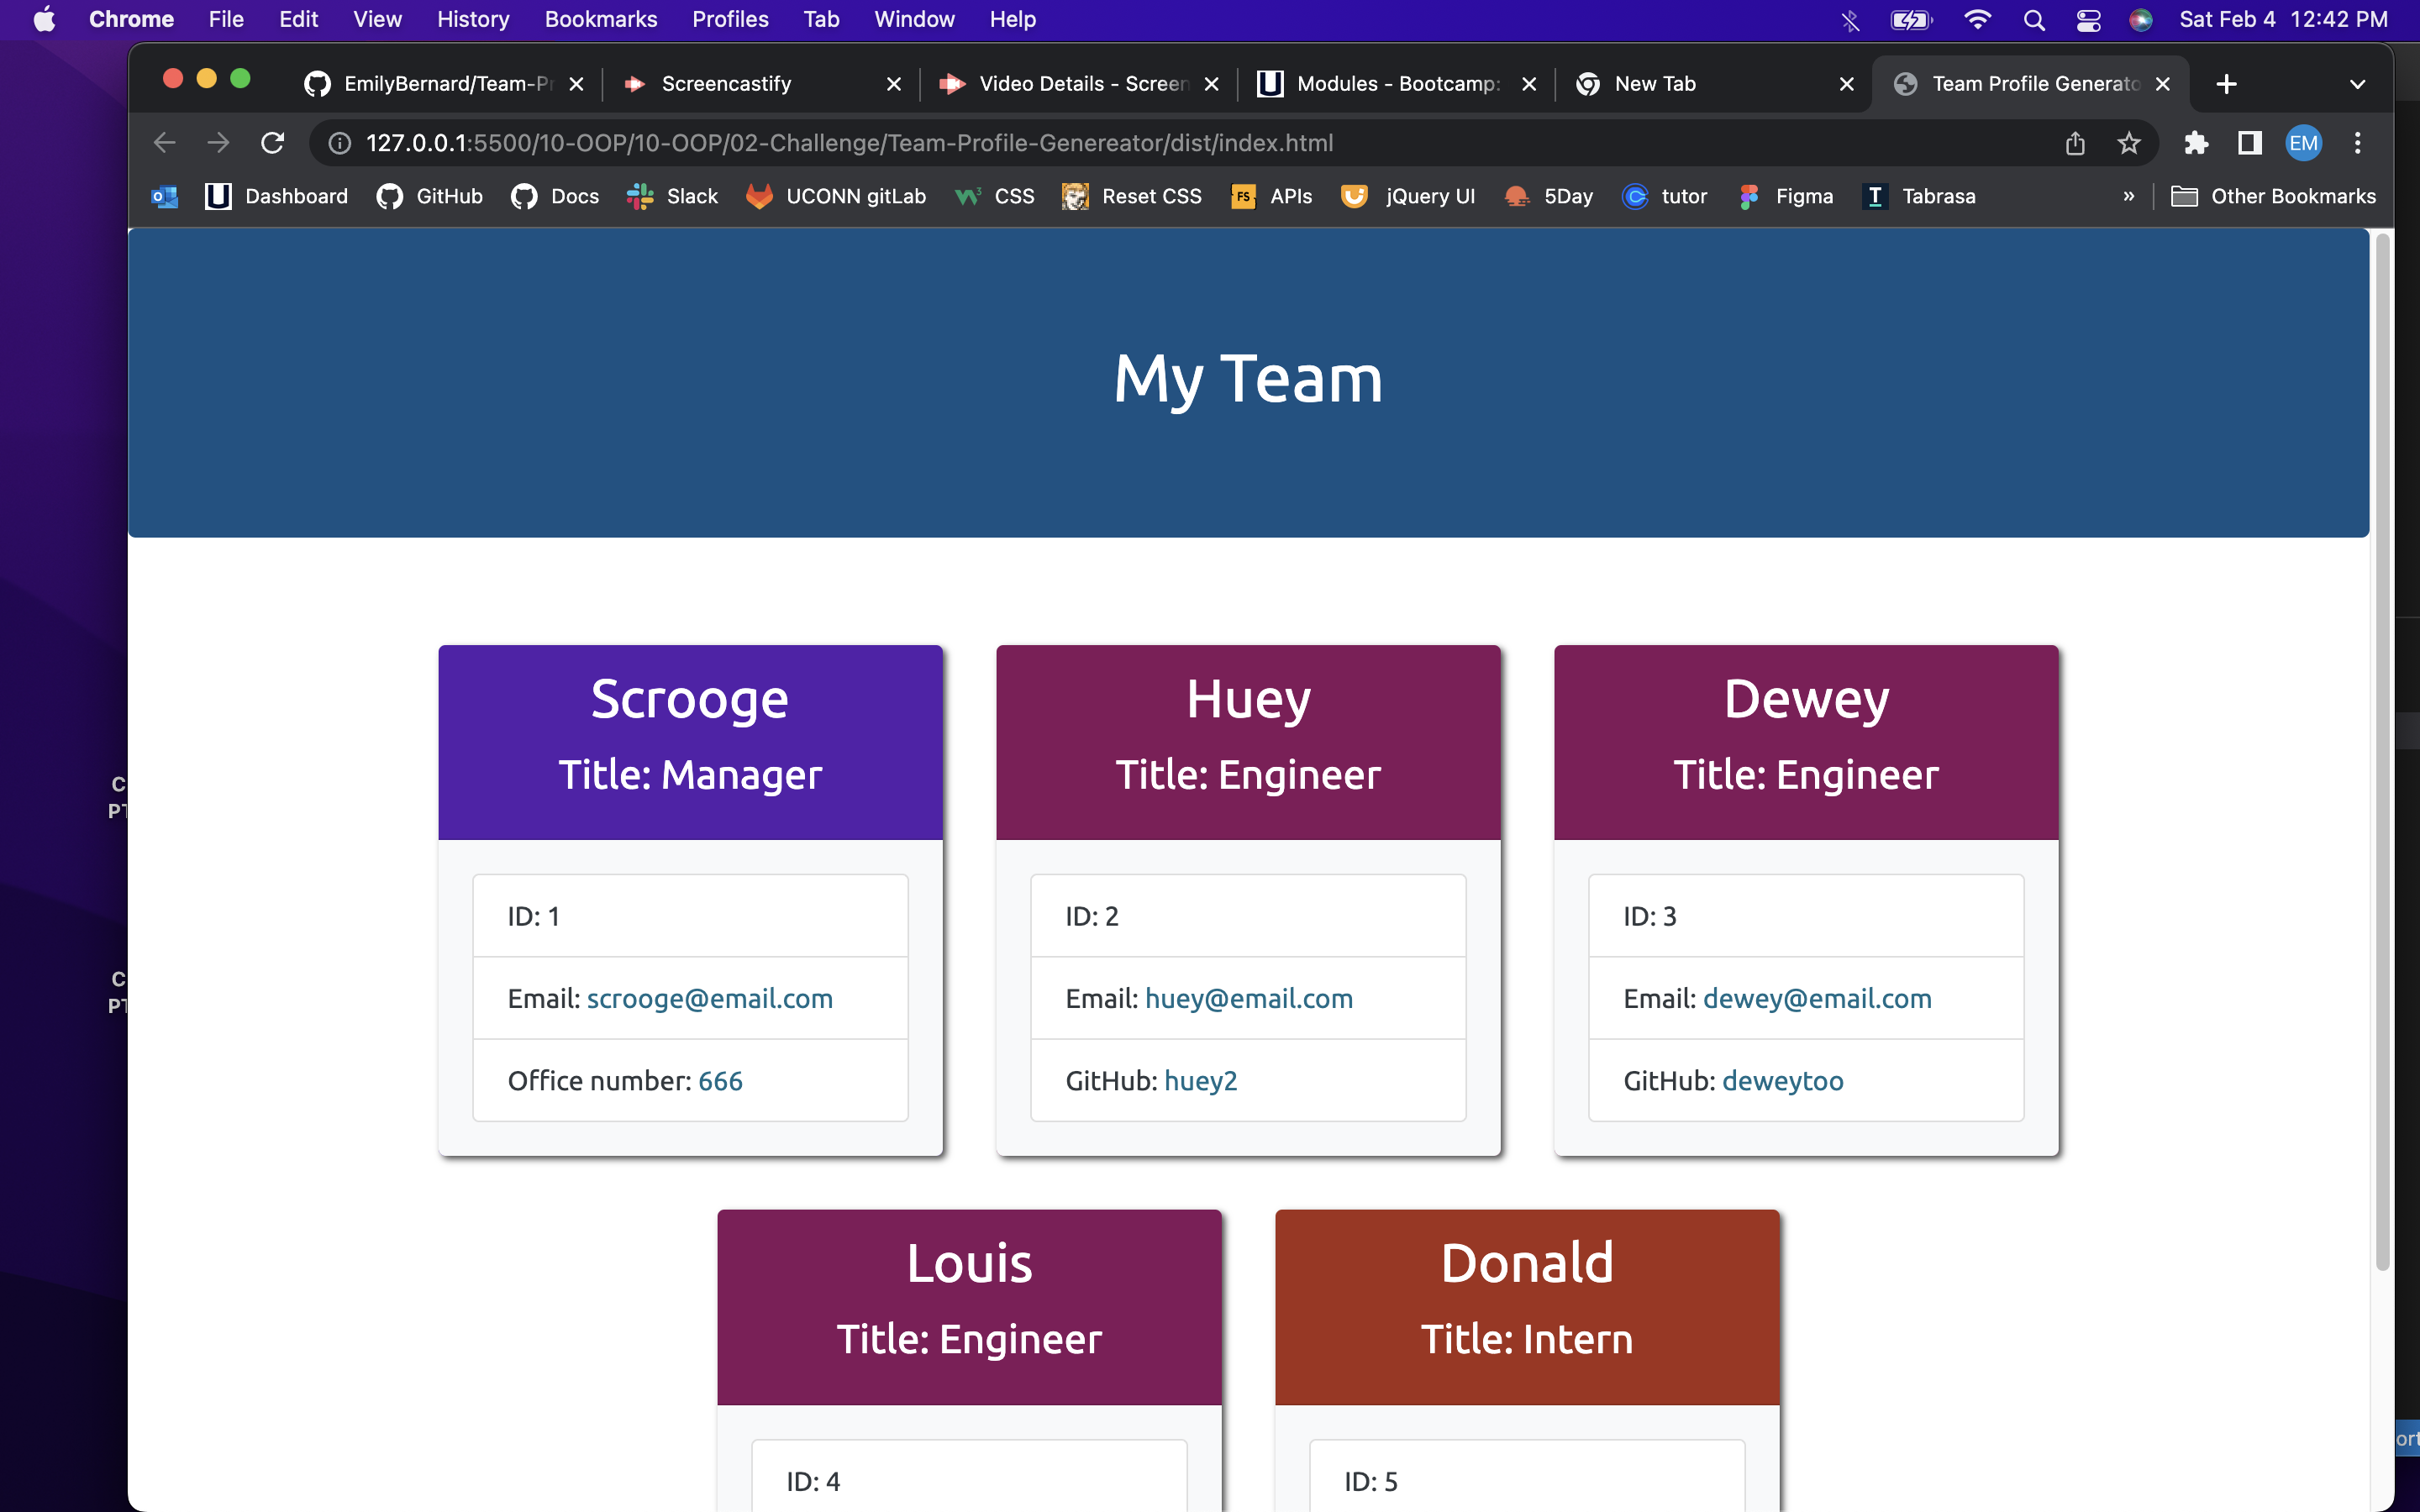 Chrome File Edit View History Bookmarks Profiles Tab Window Help Sat Feb 4 12:42 PM
EmilyBernard/Team-Pr Screencastify Video Details - Screen Modules - Bootcamp: New Tab Team Profile Generato
127.0.0.1:5500/10-OOP/10-OOP/02-Challenge/Team-Profile-Genereator/dist/index.html EM
Dashboard GitHub Docs Slack UCONN gitLab CSS Reset CSS FS APIs jQuery UI 5Day tutor Figma T Tabrasa » Other Bookmarks
My Team
Scrooge
Title: Manager
ID: 1
Email: scrooge@email.com
Office number: 666
Huey
Title: Engineer
ID: 2
Email: huey@email.com
GitHub: huey2
Dewey
Title: Engineer
ID: 3
Email: dewey@email.com
GitHub: deweytoo
Louis
Title: Engineer
ID: 4
Donald
Title: Intern
ID: 5